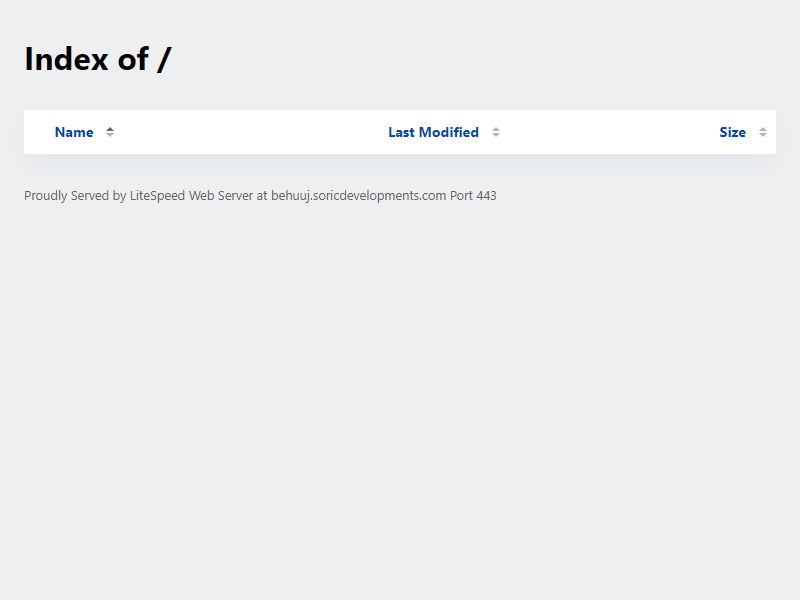 Index of /
Name Last Modified Size
Proudly Served by LiteSpeed Web Server at behuuj.soricdevelopments.com Port 443